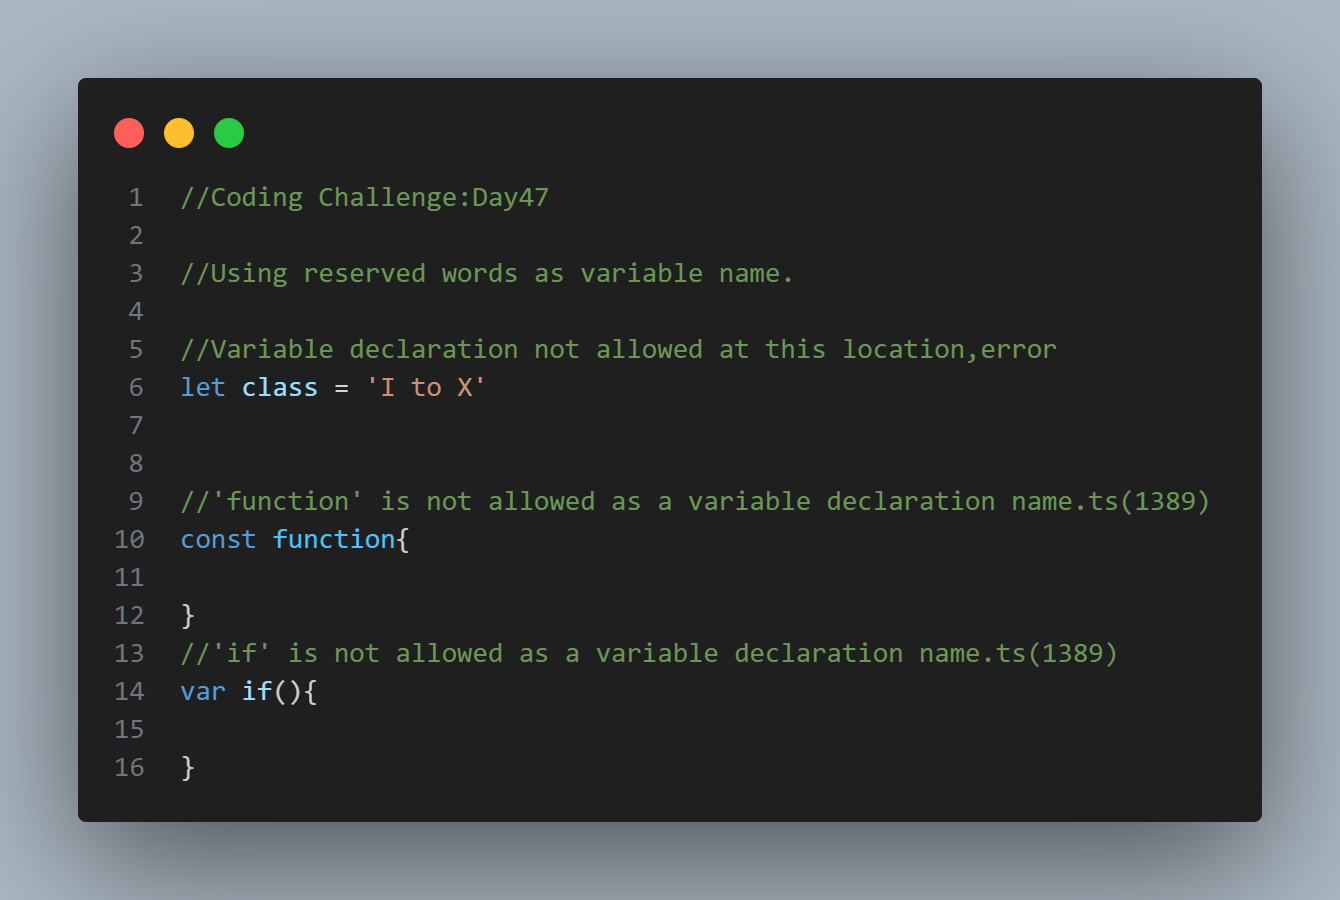 1 //Coding Challenge:Day47
2
3 //Using reserved words as variable name.
4
5 //Variable declaration not allowed at this location,error
6 let class = 'I to X'
7
8
9 //'function' is not allowed as a variable declaration name.ts(1389)
10 const function{
11
12 }
13 //'if' is not allowed as a variable declaration name.ts(1389)
14 var if(){
15
16 }